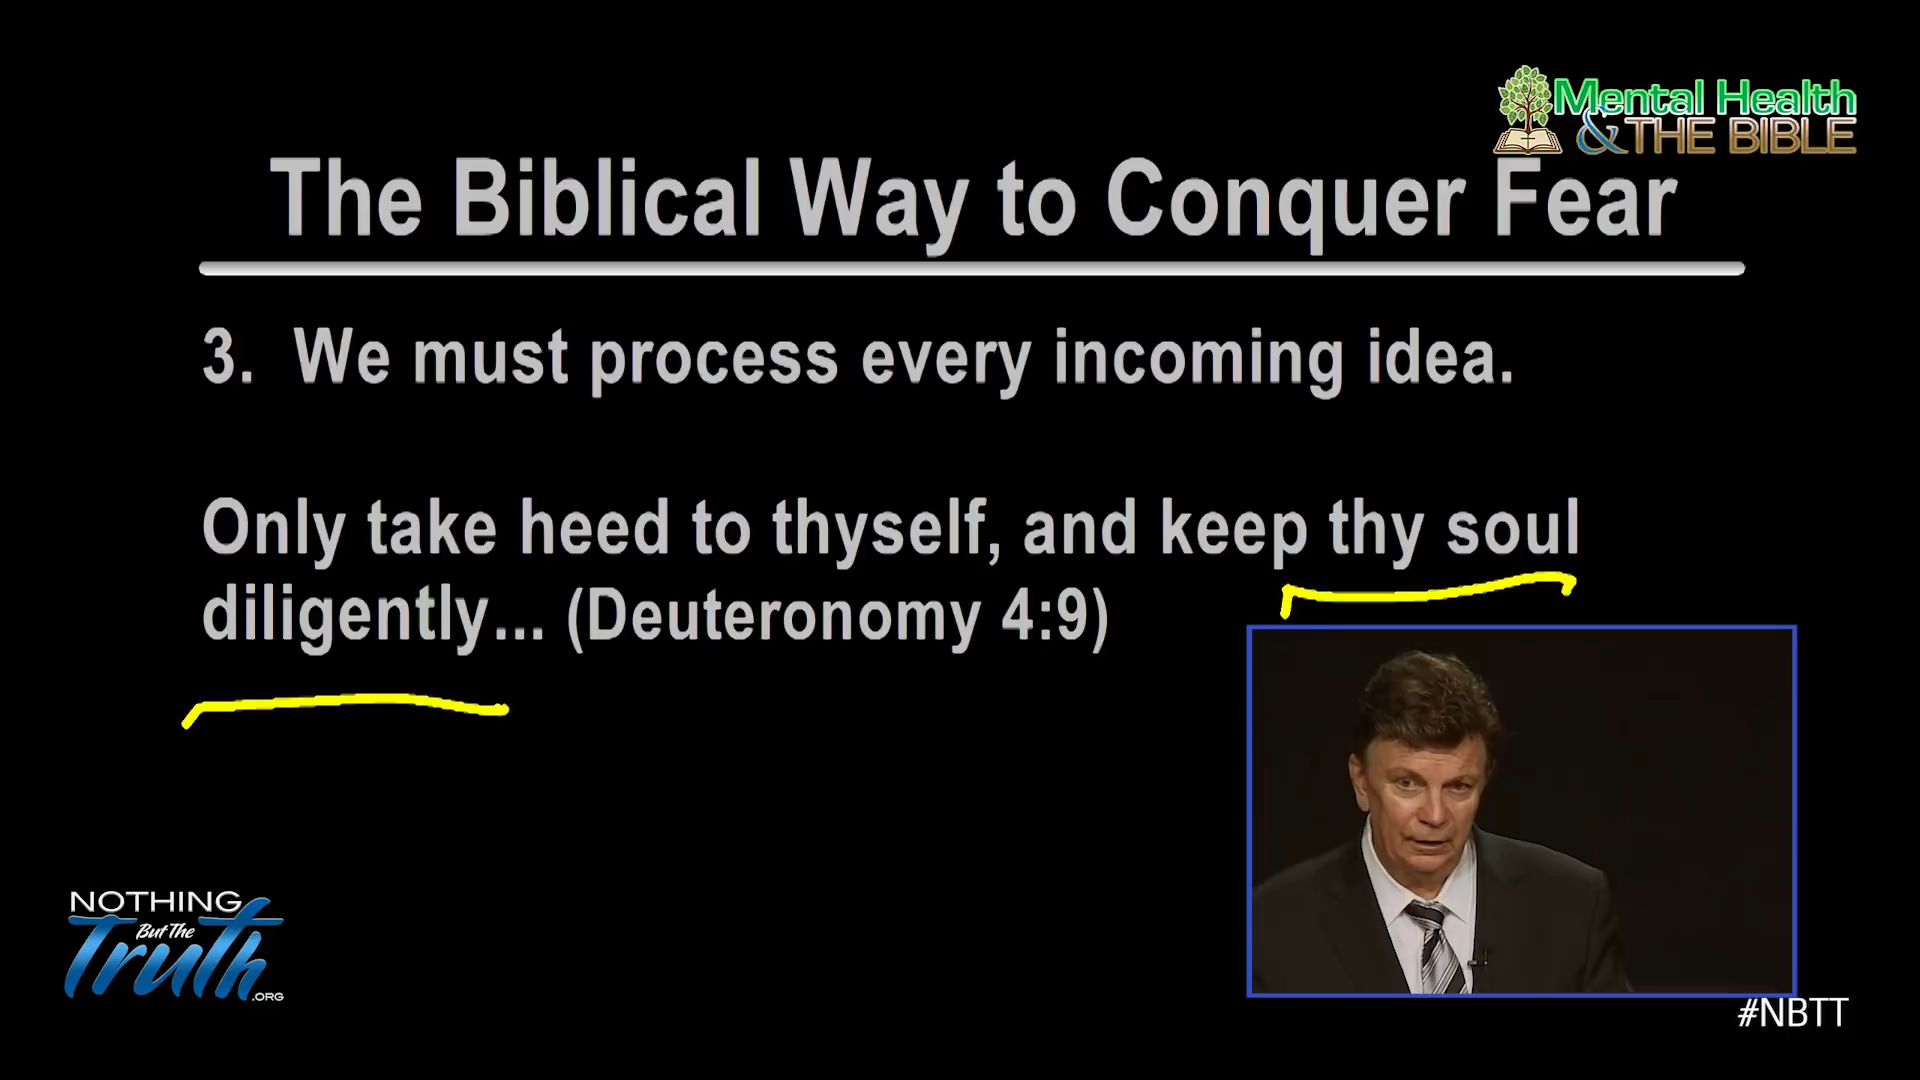 Mental Health
& THE BIBLE
The Biblical Way to Conquer Fear
3. We must process every incoming idea.
Only take heed to thyself, and keep thy soul
diligently... (Deuteronomy 4:9)
NOTHING
But The
Truth
.ORG
#NBTT